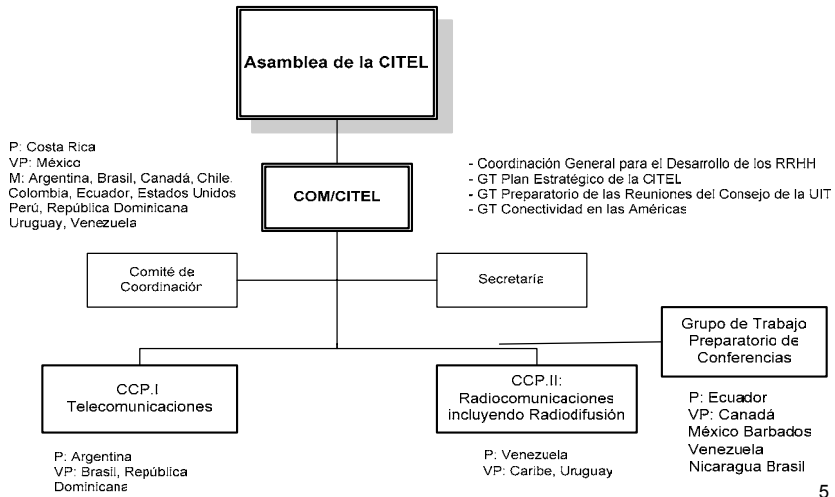 Asamblea de la CITEL
P: Costa Rica
VP: México
M: Argentina, Brasil, Canadá, Chile.
Colombia, Ecuador, Estados Unidos
Perú, República Dominicana
Uruguay, Venezuela
COM/CITEL
- Coordinación General para el Desarrollo de los RRHH
- GT Plan Estratégico de la CITEL
- GT Preparatorio de las Reuniones del Consejo de la UIT
- GT Conectividad en las Américas
Comité de
Coordinación
Secretaría
Grupo de Trabajo
Preparatorio de
Conferencias
P: Ecuador
VP: Canadá
México Barbados
Venezuela
Nicaragua Brasil
CCP.I
Telecomunicaciones
P: Argentina
VP: Brasil, República
Dominicana
CCP.II:
Radiocomunicaciones
incluyendo Radiodifusión
P: Venezuela
VP: Caribe, Uruguay
5